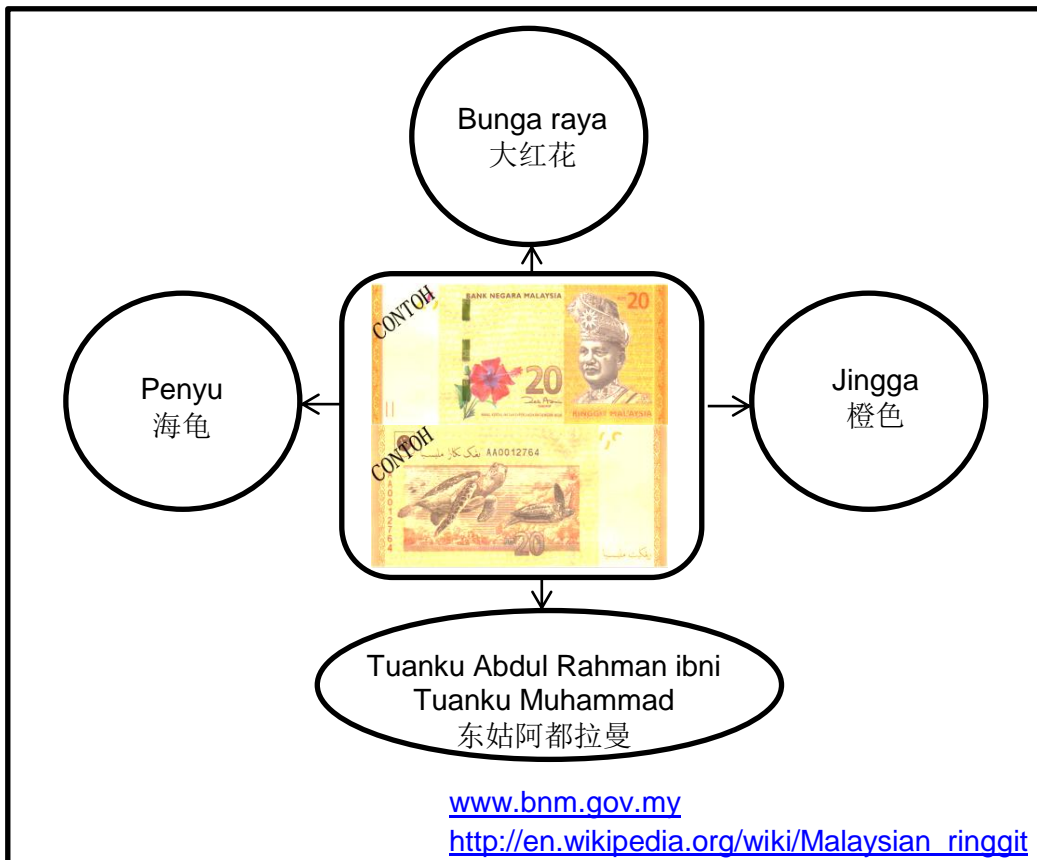 Bunga raya
大红花
CONTOH
BANK NEGARA MALAYSIA
RM20
20
RINGGIT MALAYSIA
Penyu
海龟
Jingga
橙色
CONTOH
AA0012764
AA0012764
20
Tuanku Abdul Rahman ibni
Tuanku Muhammad
东姑阿都拉曼
www.bnm.gov.my
http://en.wikipedia.org/wiki/Malaysian_ringgit